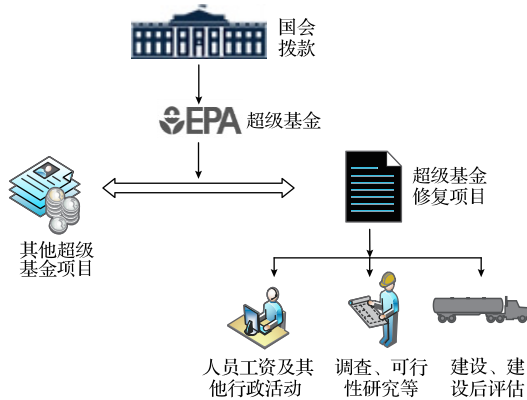 国会
拨款
EPA 超级基金
超级基金
修复项目
其他超级
基金项目
人员工资及其
他行政活动
调查、可行
性研究等
建设、建
设后评估